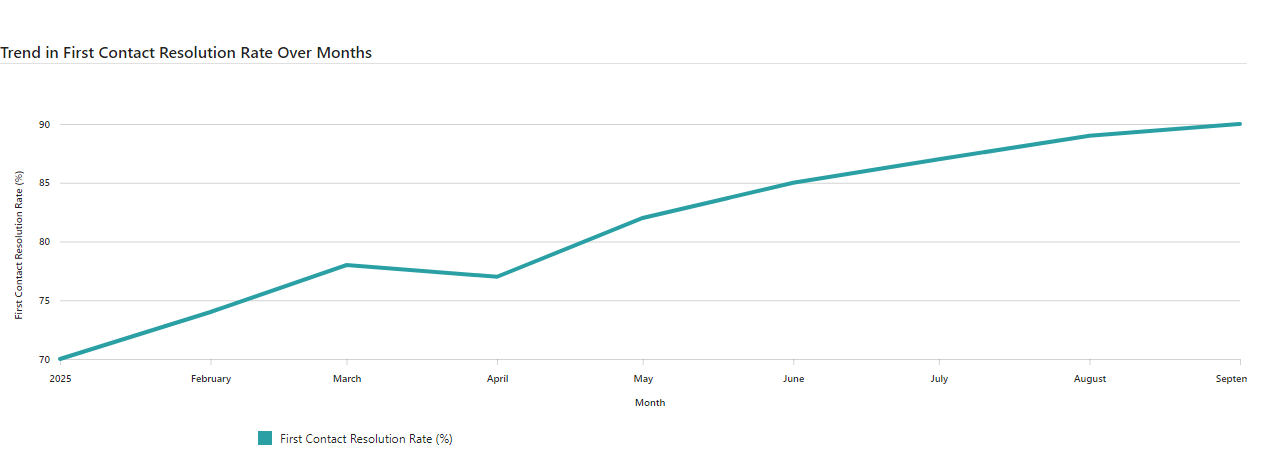 Trend in First Contact Resolution Rate Over Months
90
85
80
75
70
First Contact Resolution Rate (%)
2025 February March April May June July August Septen
Month
First Contact Resolution Rate (%)